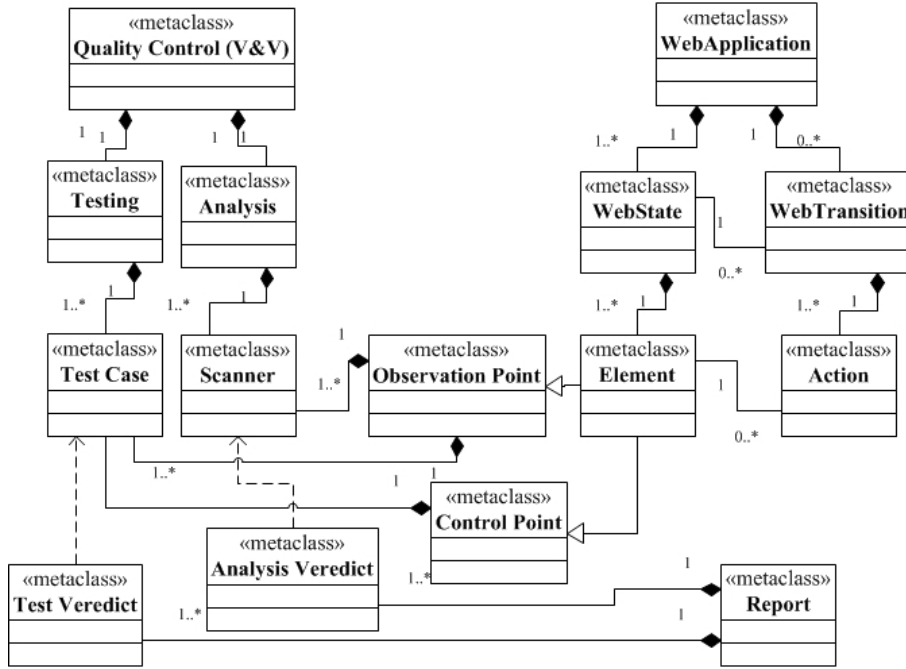 «metaclass»
Quality Control (V&V)
«metaclass»
WebApplication
1
1
1
1
1..*
1
1
0..*
«metaclass»
Testing
«metaclass»
Analysis
«metaclass»
WebState
«metaclass»
WebTransition
1
0..*
1..*
1
1..*
1
1..*
1
1..*
1
«metaclass»
Test Case
«metaclass»
Scanner
1
1..*
«metaclass»
Observation Point
«metaclass»
Element
«metaclass»
Action
1
0..*
1..*
1
1
«metaclass»
Control Point
1..*
«metaclass»
Analysis Veredict
1..*
«metaclass»
Test Veredict
1
1
«metaclass»
Report